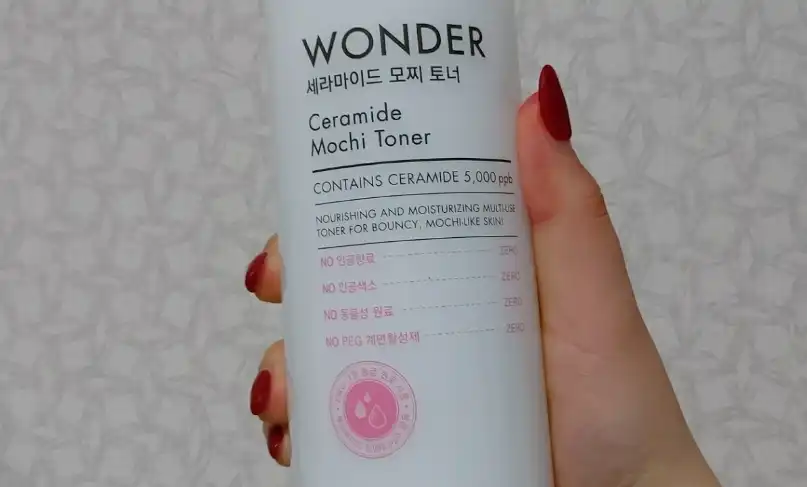 WONDER
세라마이드 모찌 토너
Ceramide
Mochi Toner
CONTAINS CERAMIDE 5,000 ppb
NOURISHING AND MOISTURIZING MULTI-USE
TONER FOR BOUNCY, MOCHI-LIKE SKIN!
NO 인공향료 ZERO
NO 인공색소 ZERO
NO 동물성 원료 ZERO
NO PEG 계면활성제 ZERO